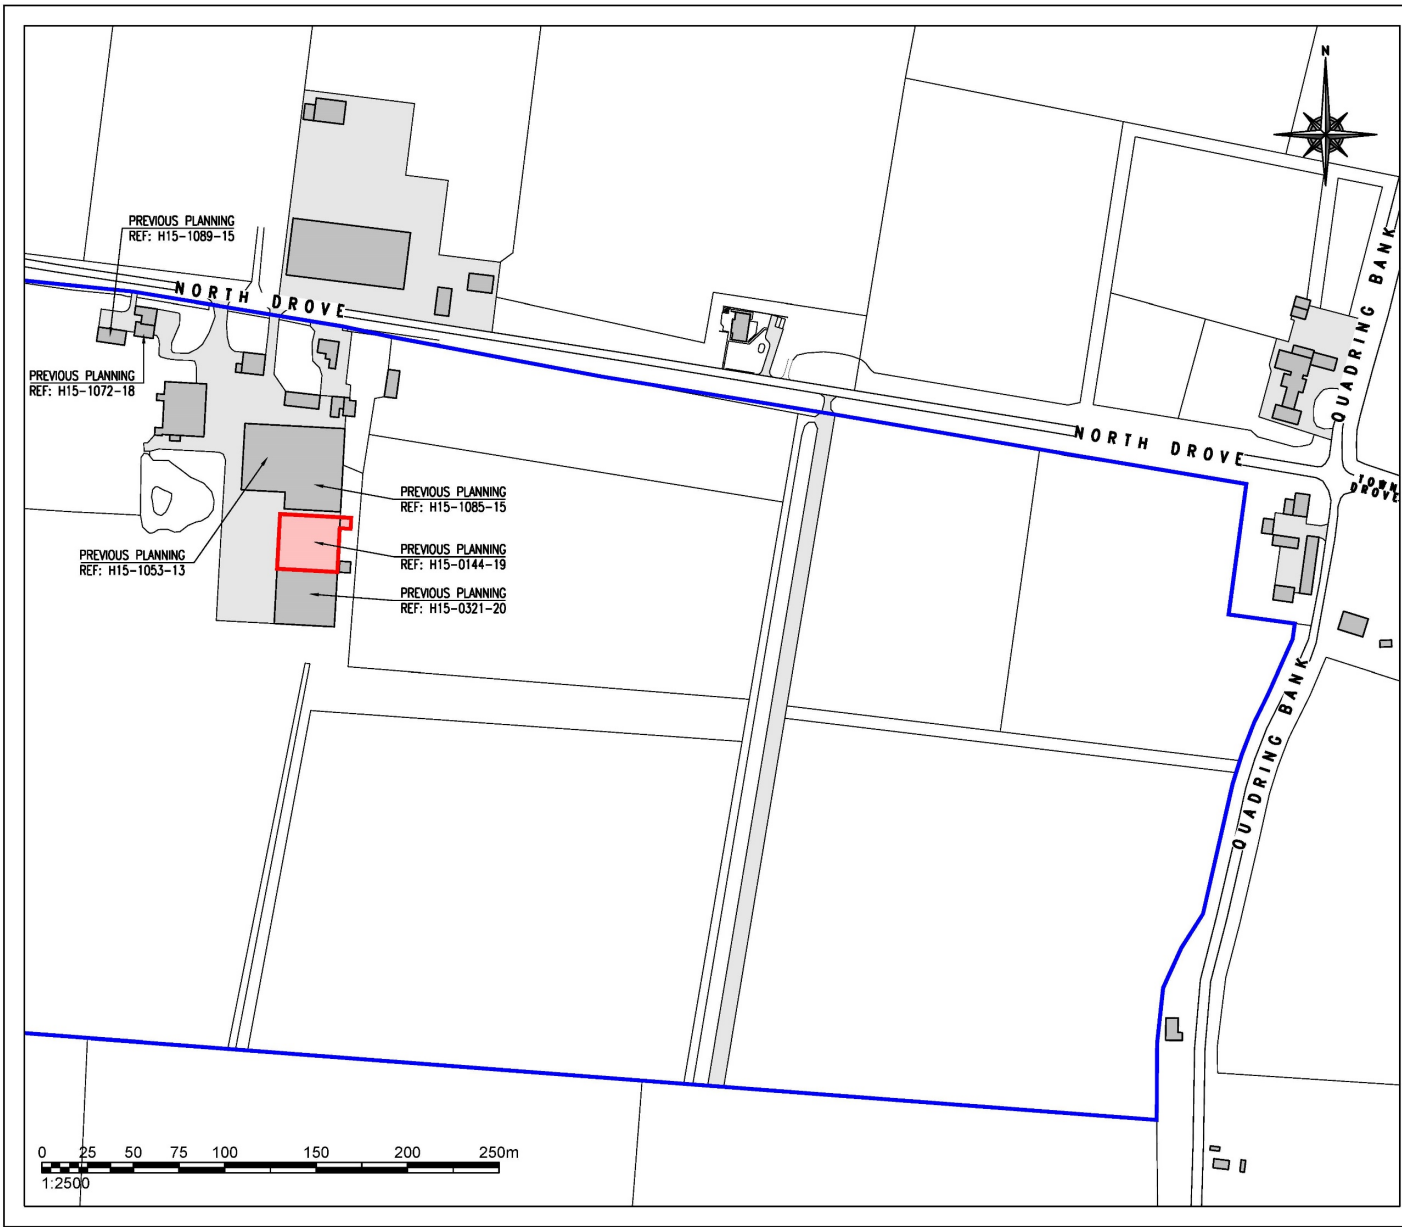 N
PREVIOUS PLANNING
REF: H15-1089-15
QUADRING BANK
NORTH DROVE
PREVIOUS PLANNING
REF: H15-1072-18
NORTH DROVE
TOWN
DROVE
PREVIOUS PLANNING
REF: H15-1085-15
PREVIOUS PLANNING
REF: H15-1053-13
PREVIOUS PLANNING
REF: H15-0144-19
PREVIOUS PLANNING
REF: H15-0321-20
QUADRING BANK
0 25 50 75 100 150 200 250m
1:2500